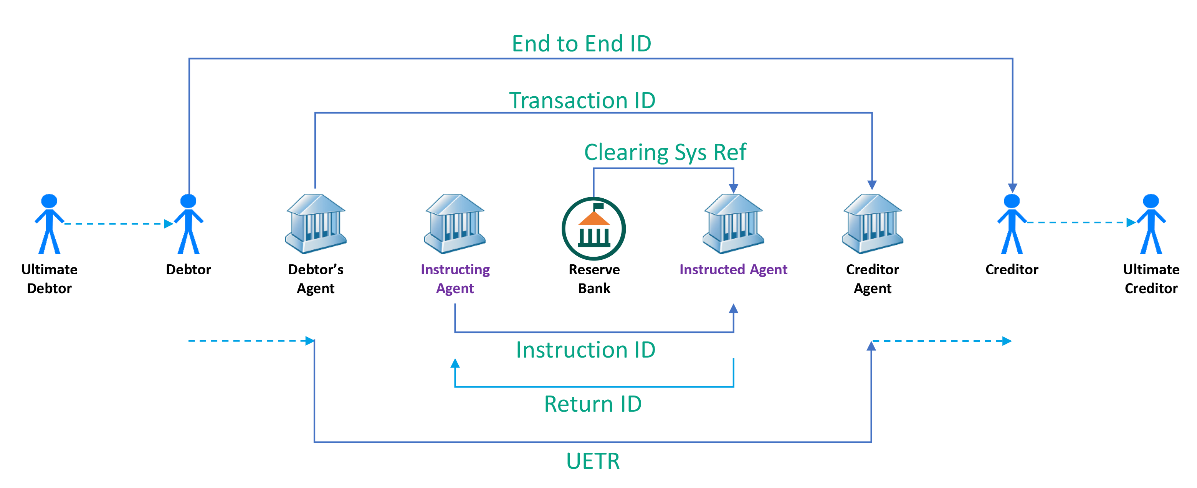 End to End ID
Transaction ID
Clearing Sys Ref
Ultimate
Debtor
Debtor
Debtor’s
Agent
Instructing
Agent
Reserve
Bank
Instructed Agent
Creditor
Agent
Creditor
Ultimate
Creditor
Instruction ID
Return ID
UETR